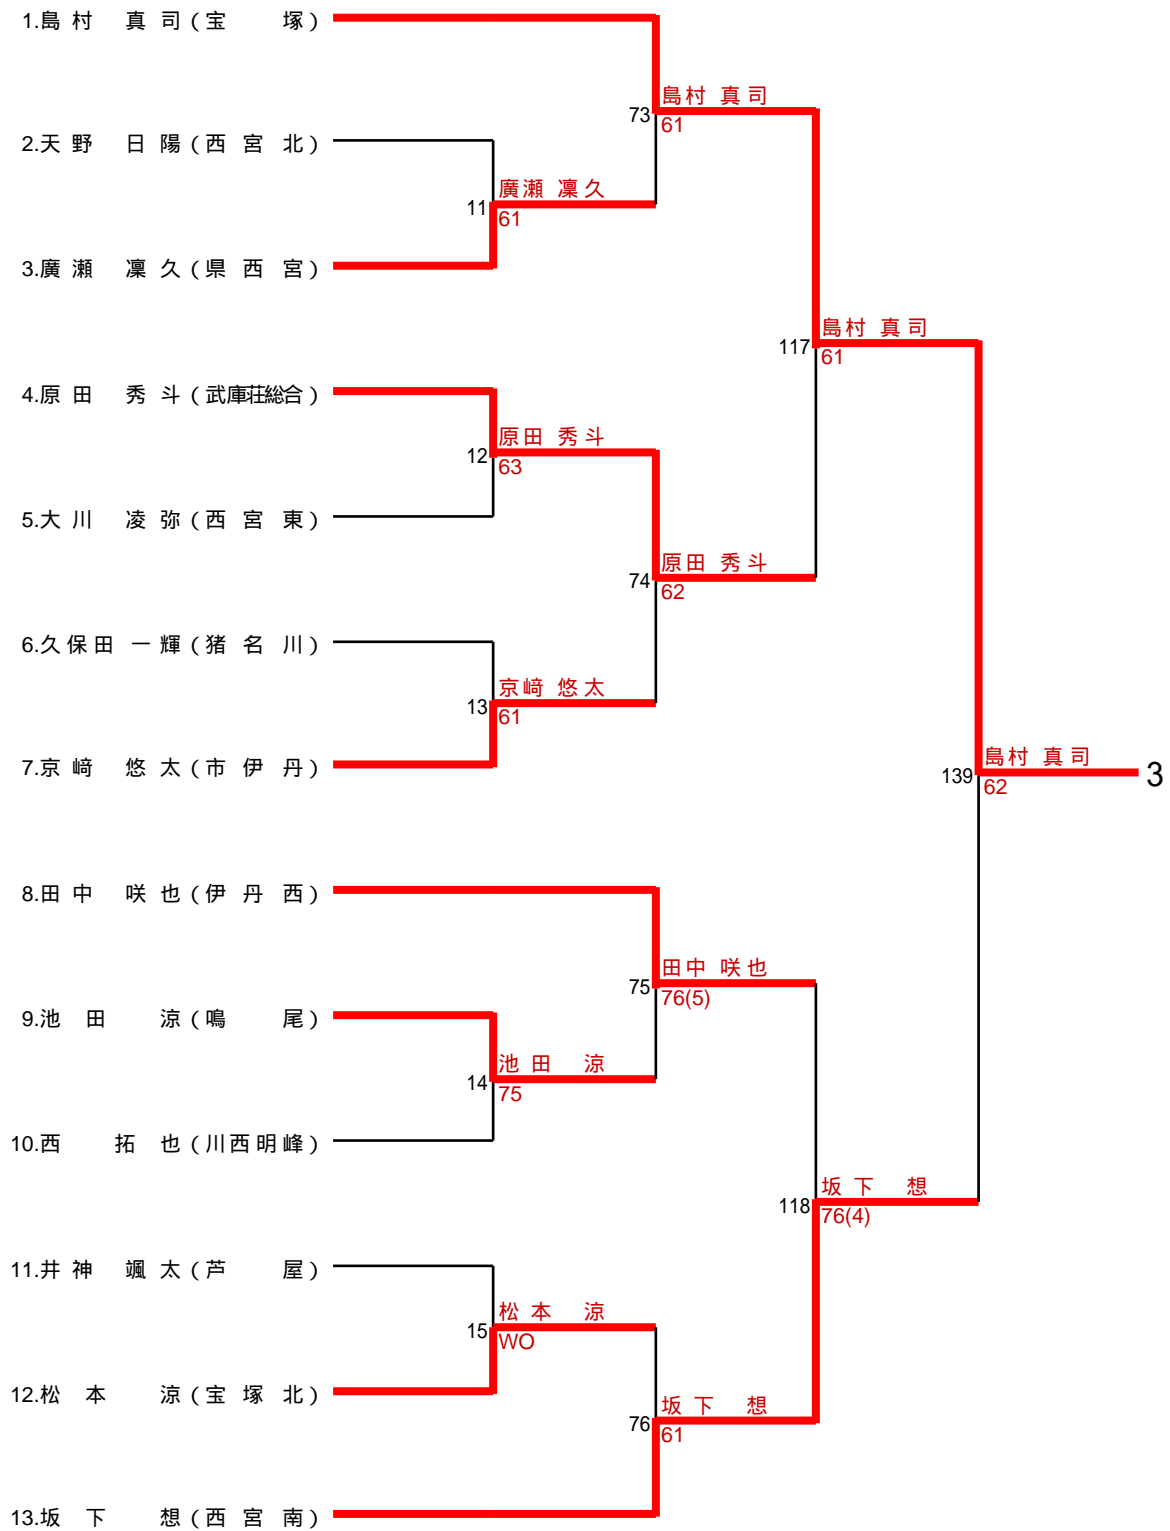 1.島村 真司(宝塚)
島村 真司
73
61
2.天野 日陽(西宮北)
廣瀬 凜久
11
61
3.廣瀬 凜久(県西宮)
島村 真司
117
61
4.原田 秀斗(武庫荘総合)
原田 秀斗
12
63
5.大川 凌弥(西宮東)
原田 秀斗
74
62
6.久保田 一輝(猪名川)
京﨑 悠太
13
61
7.京﨑 悠太(市伊丹)
島村 真司
139
62
3
8.田中 咲也(伊丹西)
田中 咲也
75
76(5)
9.池田 涼(鳴尾)
池田 涼
14
75
10.西 拓也(川西明峰)
坂下 想
118
76(4)
11.井神 颯太(芦屋)
松本 涼
15
WO
12.松本 涼(宝塚北)
坂下 想
76
61
13.坂下 想(西宮南)